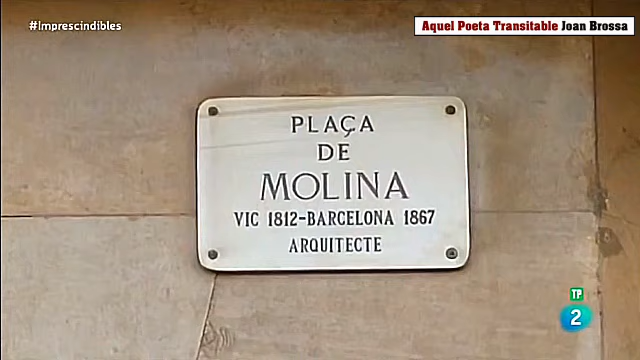 #Imprescindibles
Aquel Poeta Transitable Joan Brossa
PLAÇA
DE
MOLINA
VIC 1812-BARCELONA 1867
ARQUITECTE
TP
2